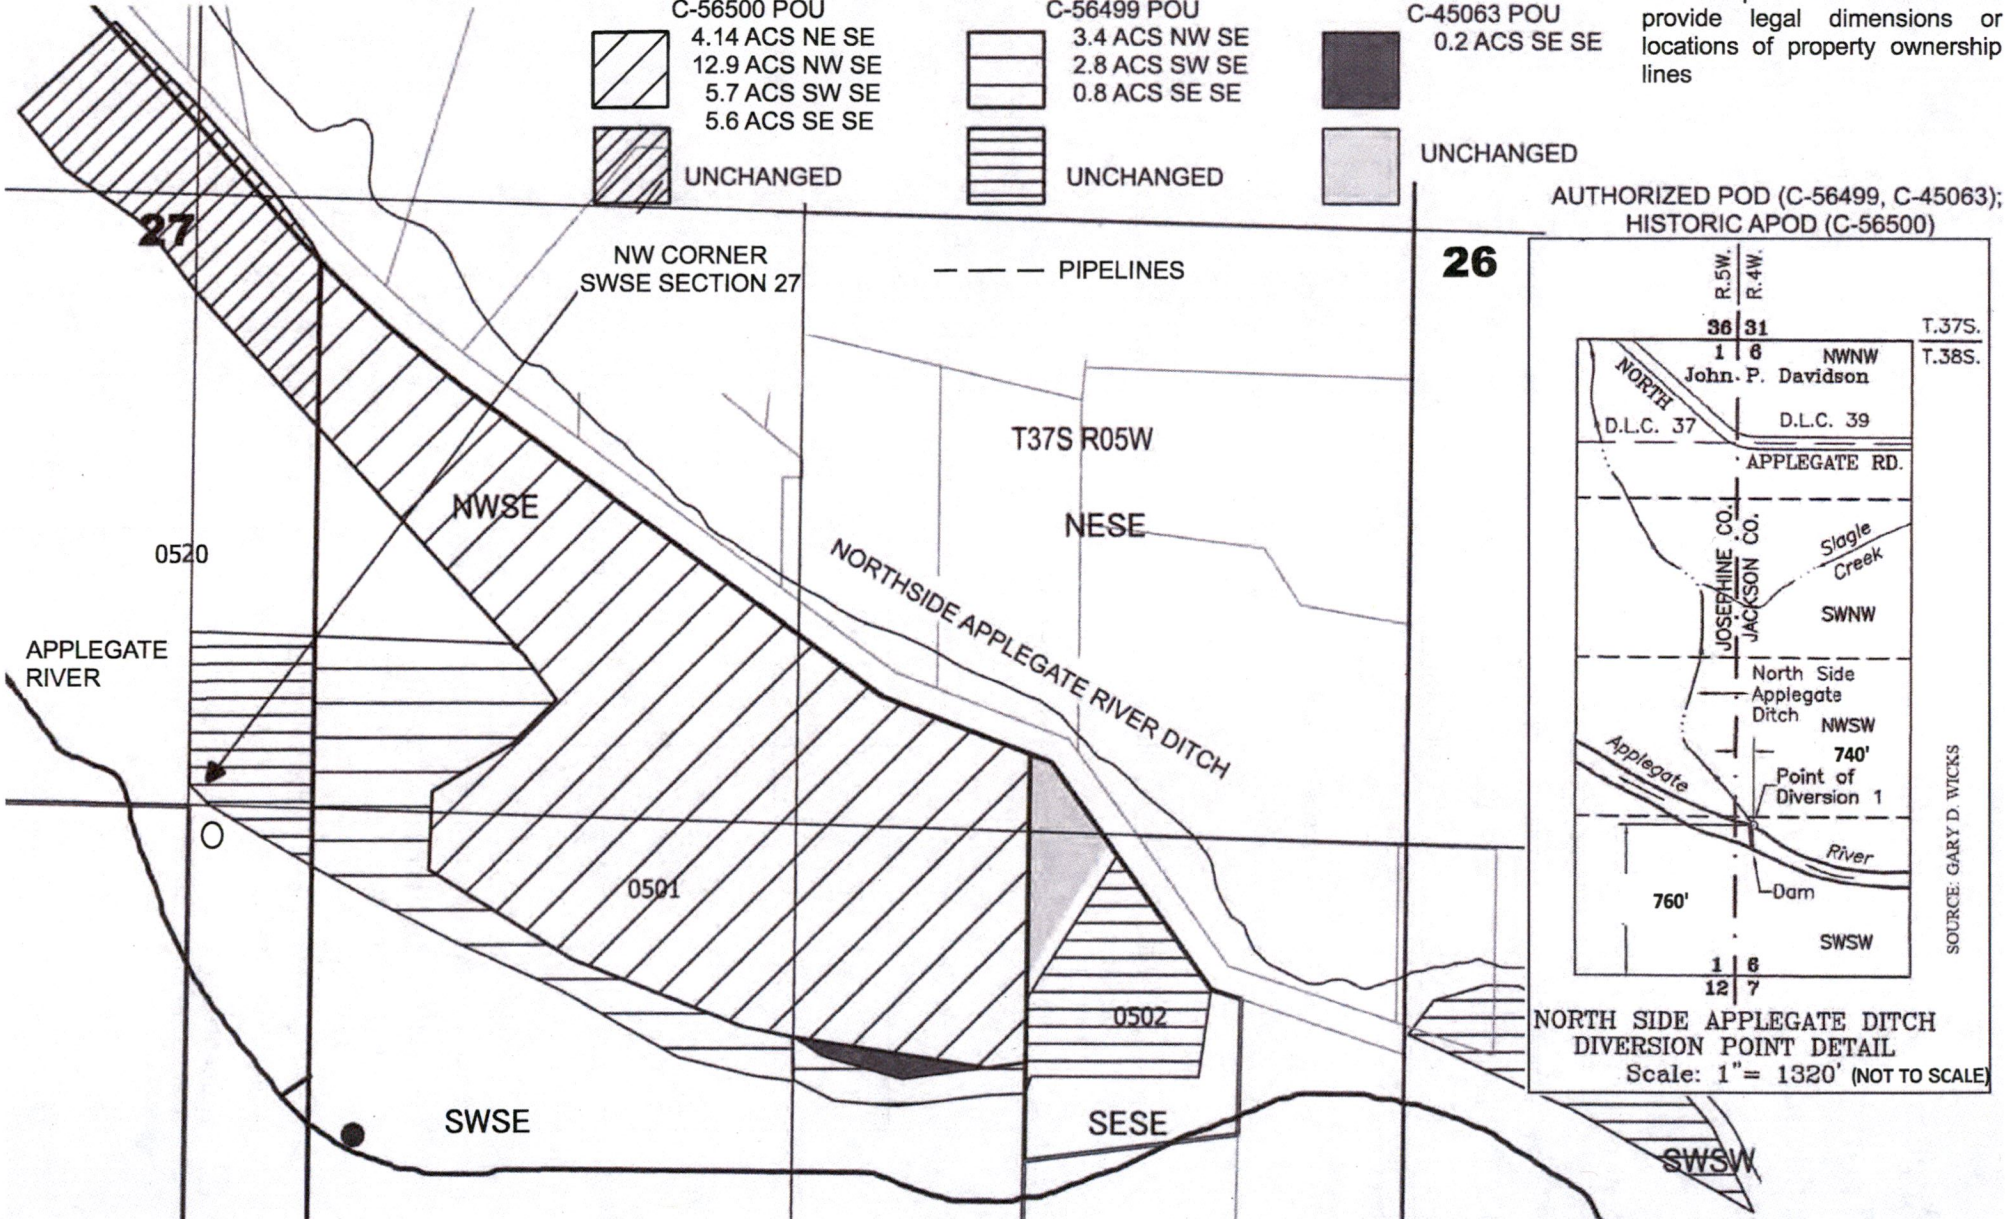 C-56500 POU
4.14 ACS NE SE
12.9 ACS NW SE
5.7 ACS SW SE
5.6 ACS SE SE
UNCHANGED
C-56499 POU
3.4 ACS NW SE
2.8 ACS SW SE
0.8 ACS SE SE
UNCHANGED
C-45063 POU
0.2 ACS SE SE
UNCHANGED
provide legal dimensions or
locations of property ownership
lines
AUTHORIZED POD (C-56499, C-45063);
HISTORIC APOD (C-56500)
27
NW CORNER
SWSE SECTION 27
PIPELINES
26
T37S R05W
NWSE
NESE
0520
NORTHSIDE APPLEGATE RIVER DITCH
APPLEGATE
RIVER
O
0501
0502
SWSE
SESE
SWSW
R.5W.
R.4W.
36 31
T.37S.
1 6
NWNW
T.38S.
John P. Davidson
NORTH
D.L.C. 37
D.L.C. 39
APPLEGATE RD.
JOSEPHINE CO.
JACKSON CO.
Slagle
Creek
SWNW
North Side
Applegate
Ditch
NWSW
740'
Applegate
Point of
Diversion 1
River
Dam
760'
SWSW
1 6
12 7
SOURCE: GARY D. WICKS
NORTH SIDE APPLEGATE DITCH
DIVERSION POINT DETAIL
Scale: 1"= 1320' (NOT TO SCALE)